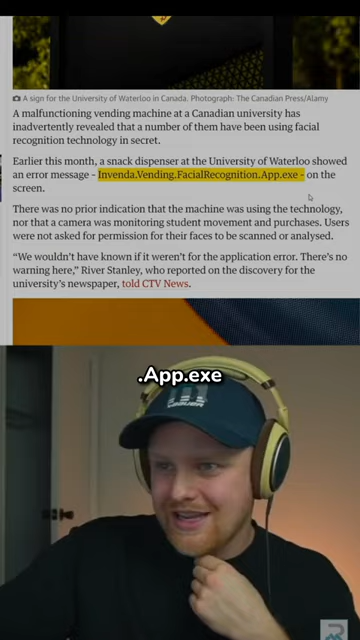 A sign for the University of Waterloo in Canada. Photograph: The Canadian Press/Alamy
A malfunctioning vending machine at a Canadian university has
inadvertently revealed that a number of them have been using facial
recognition technology in secret.
Earlier this month, a snack dispenser at the University of Waterloo showed
an error message – Invenda.Vending.FacialRecognition.App.exe – on the
screen.
There was no prior indication that the machine was using the technology,
nor that a camera was monitoring student movement and purchases. Users
were not asked for permission for their faces to be scanned or analysed.
“We wouldn’t have known if it weren’t for the application error. There’s no
warning here,” River Stanley, who reported on the discovery for the
university’s newspaper, told CTV News.
.App.exe